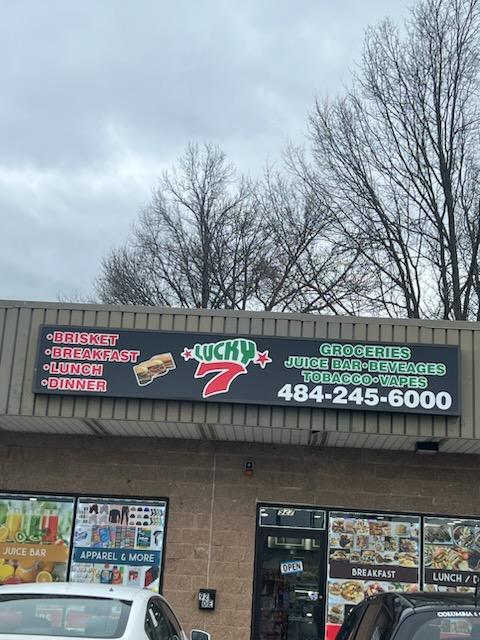 •BRISKET
•BREAKFAST
•LUNCH
•DINNER
LUCKY
7
GROCERIES
JUICE BAR•BEVEAGES
TOBACCO•VAPES
484-245-6000
927
JUICE BAR
APPAREL & MORE
OPEN
BREAKFAST
LUNCH /